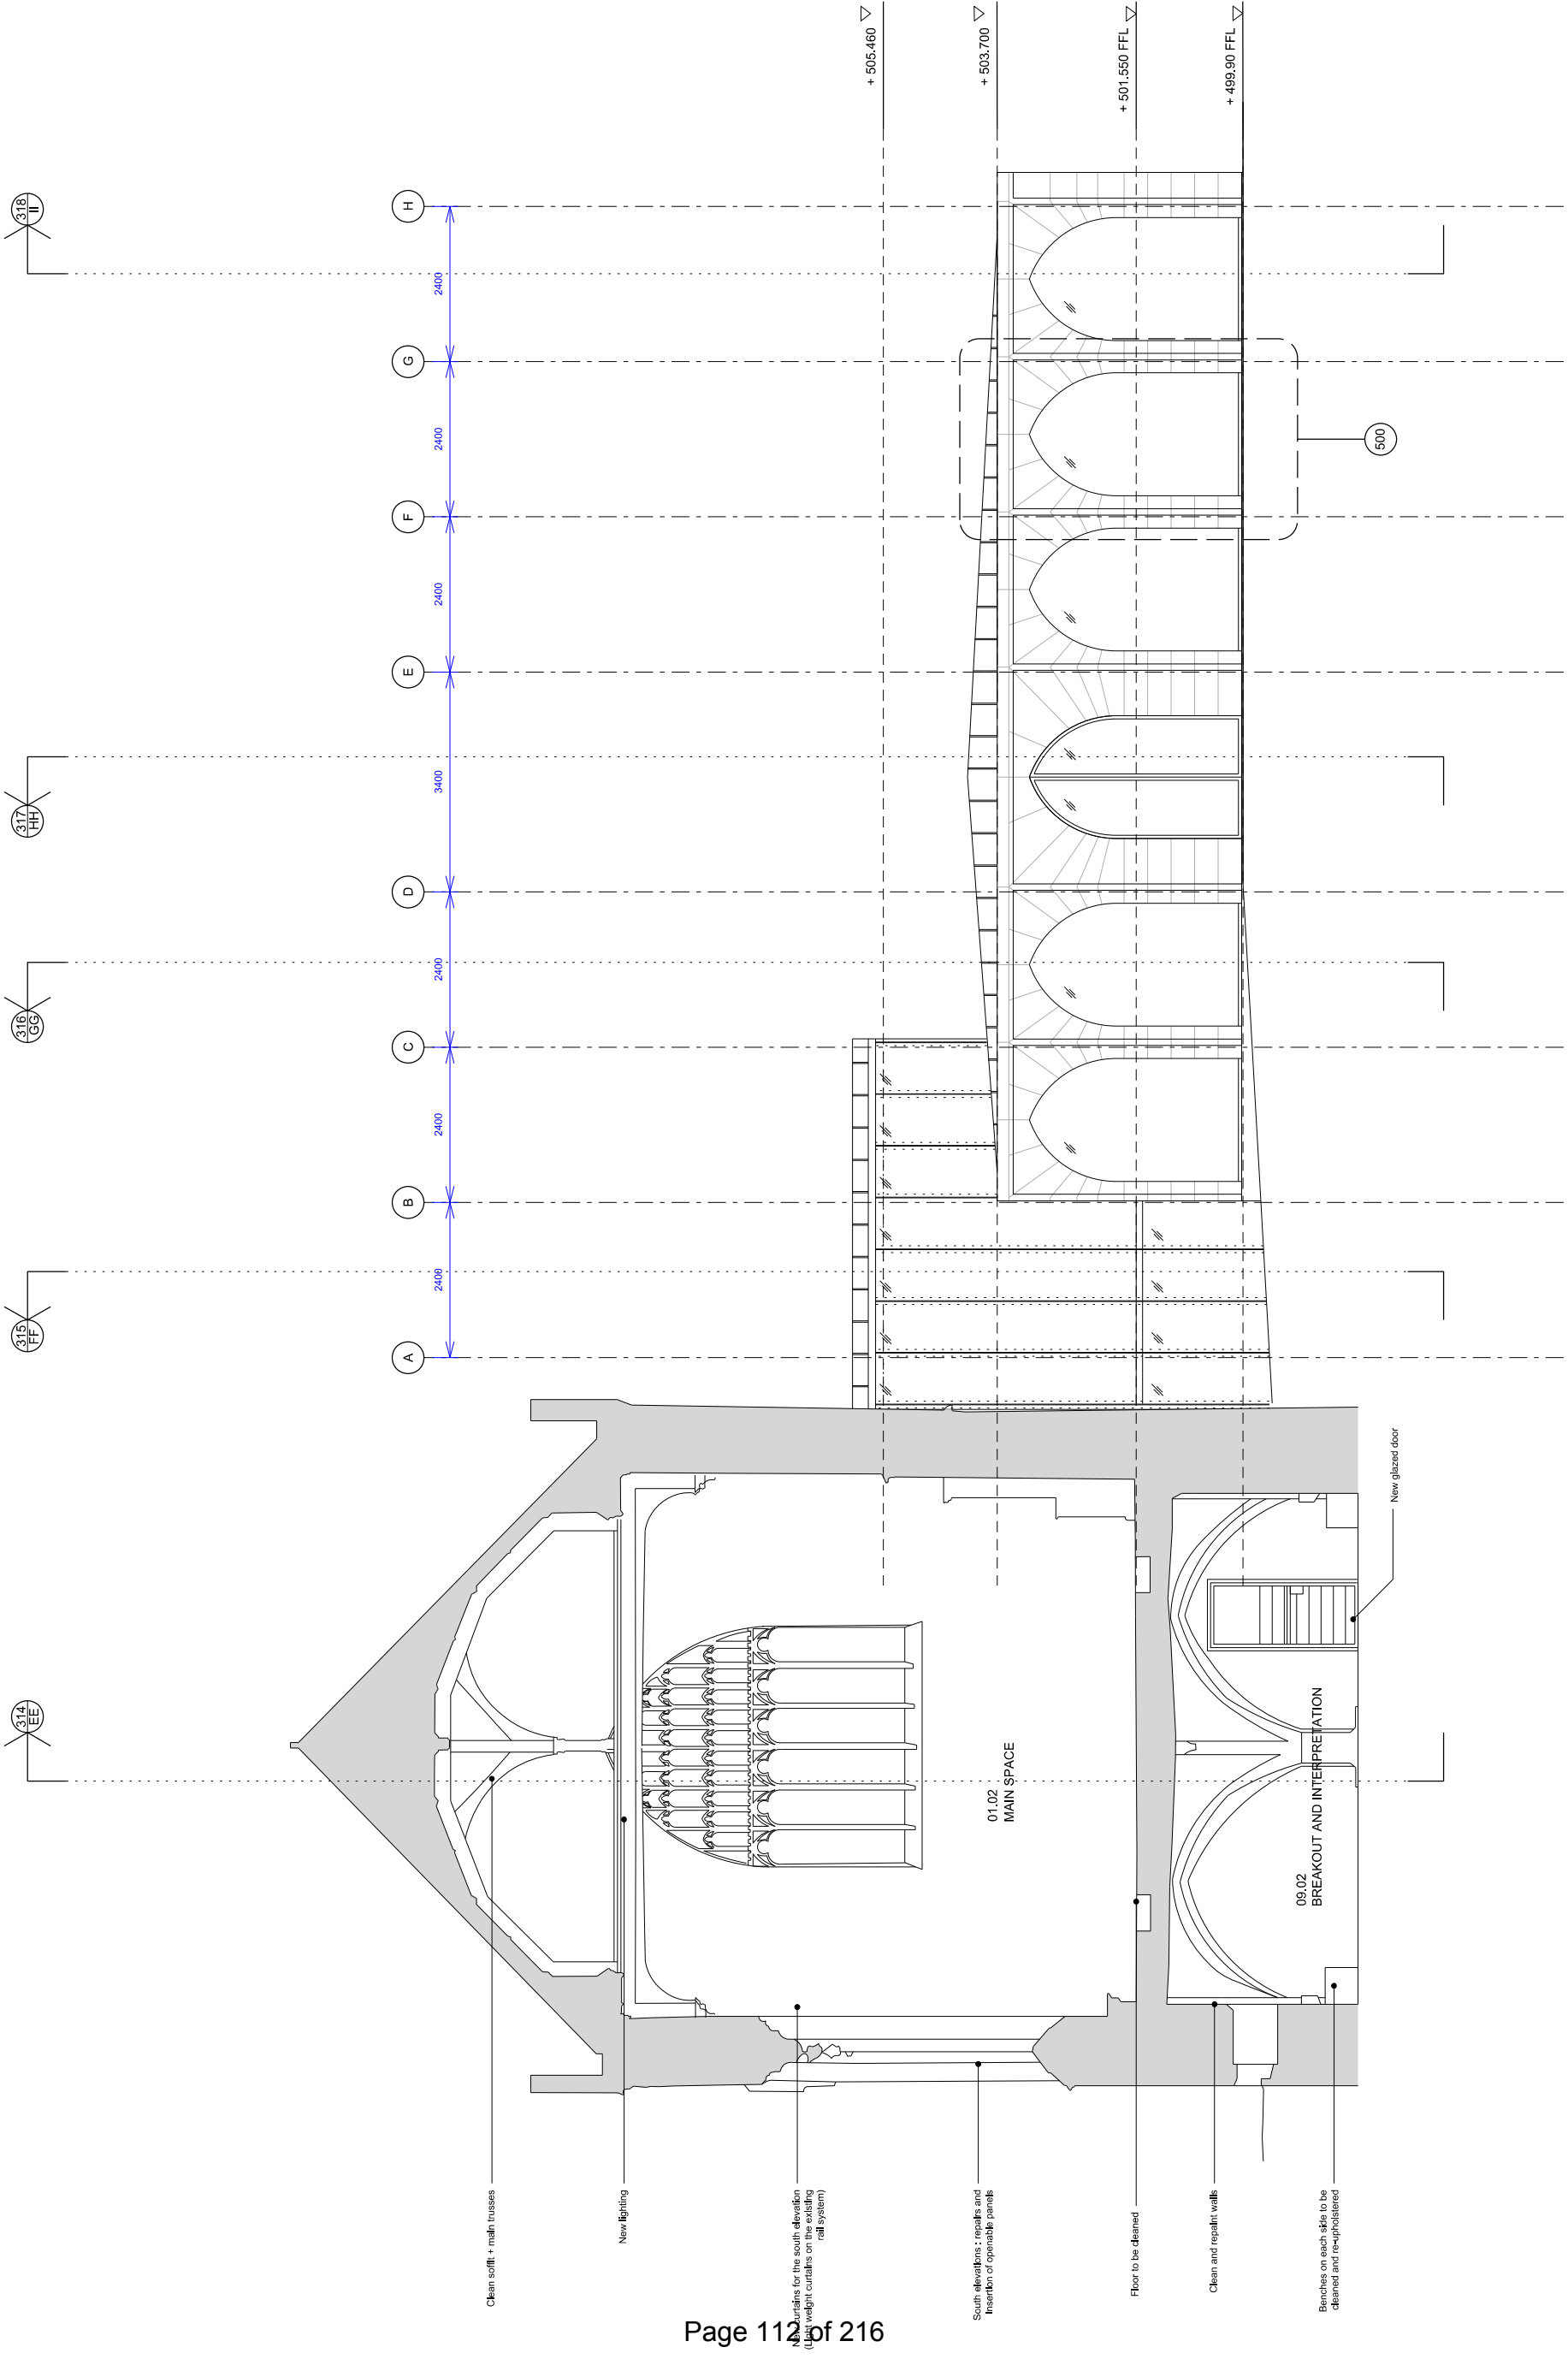 314
EE
315
FF
316
GG
317
HH
318
II
A
B
C
D
E
F
G
H
2400
2400
2400
3400
2400
2400
2400
+ 505.460
+ 503.700
+ 501.550 FFL
+ 499.90 FFL
500
Clean soffit + main trusses
New lighting
New curtains for the south elevation
(Light weight curtains on the existing
rail system)
South elevations : repairs and
insertion of openable panels
Floor to be cleaned
Clean and repaint walls
Benches on each side to be
cleaned and re-upholstered
01.02
MAIN SPACE
09.02
BREAKOUT AND INTERPRETATION
New glazed door
Page 112 of 216